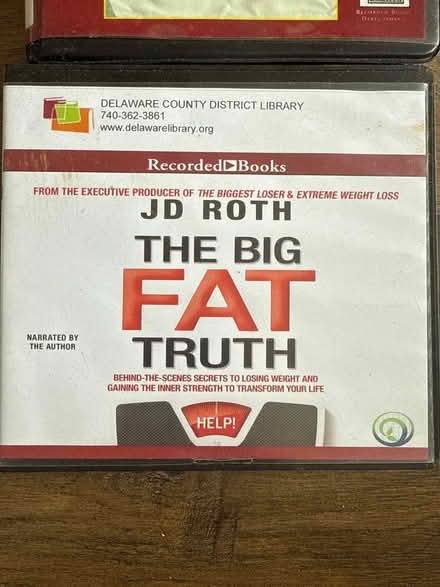 RECORDED BOOKS
DELAWARE COUNTY DISTRICT LIBRARY
740-362-3861
www.delawarelibrary.org
Recorded Books
FROM THE EXECUTIVE PRODUCER OF THE BIGGEST LOSER & EXTREME WEIGHT LOSS
JD ROTH
THE BIG
FAT
TRUTH
NARRATED BY
THE AUTHOR
BEHIND-THE-SCENES SECRETS TO LOSING WEIGHT AND
GAINING THE INNER STRENGTH TO TRANSFORM YOUR LIFE
HELP!